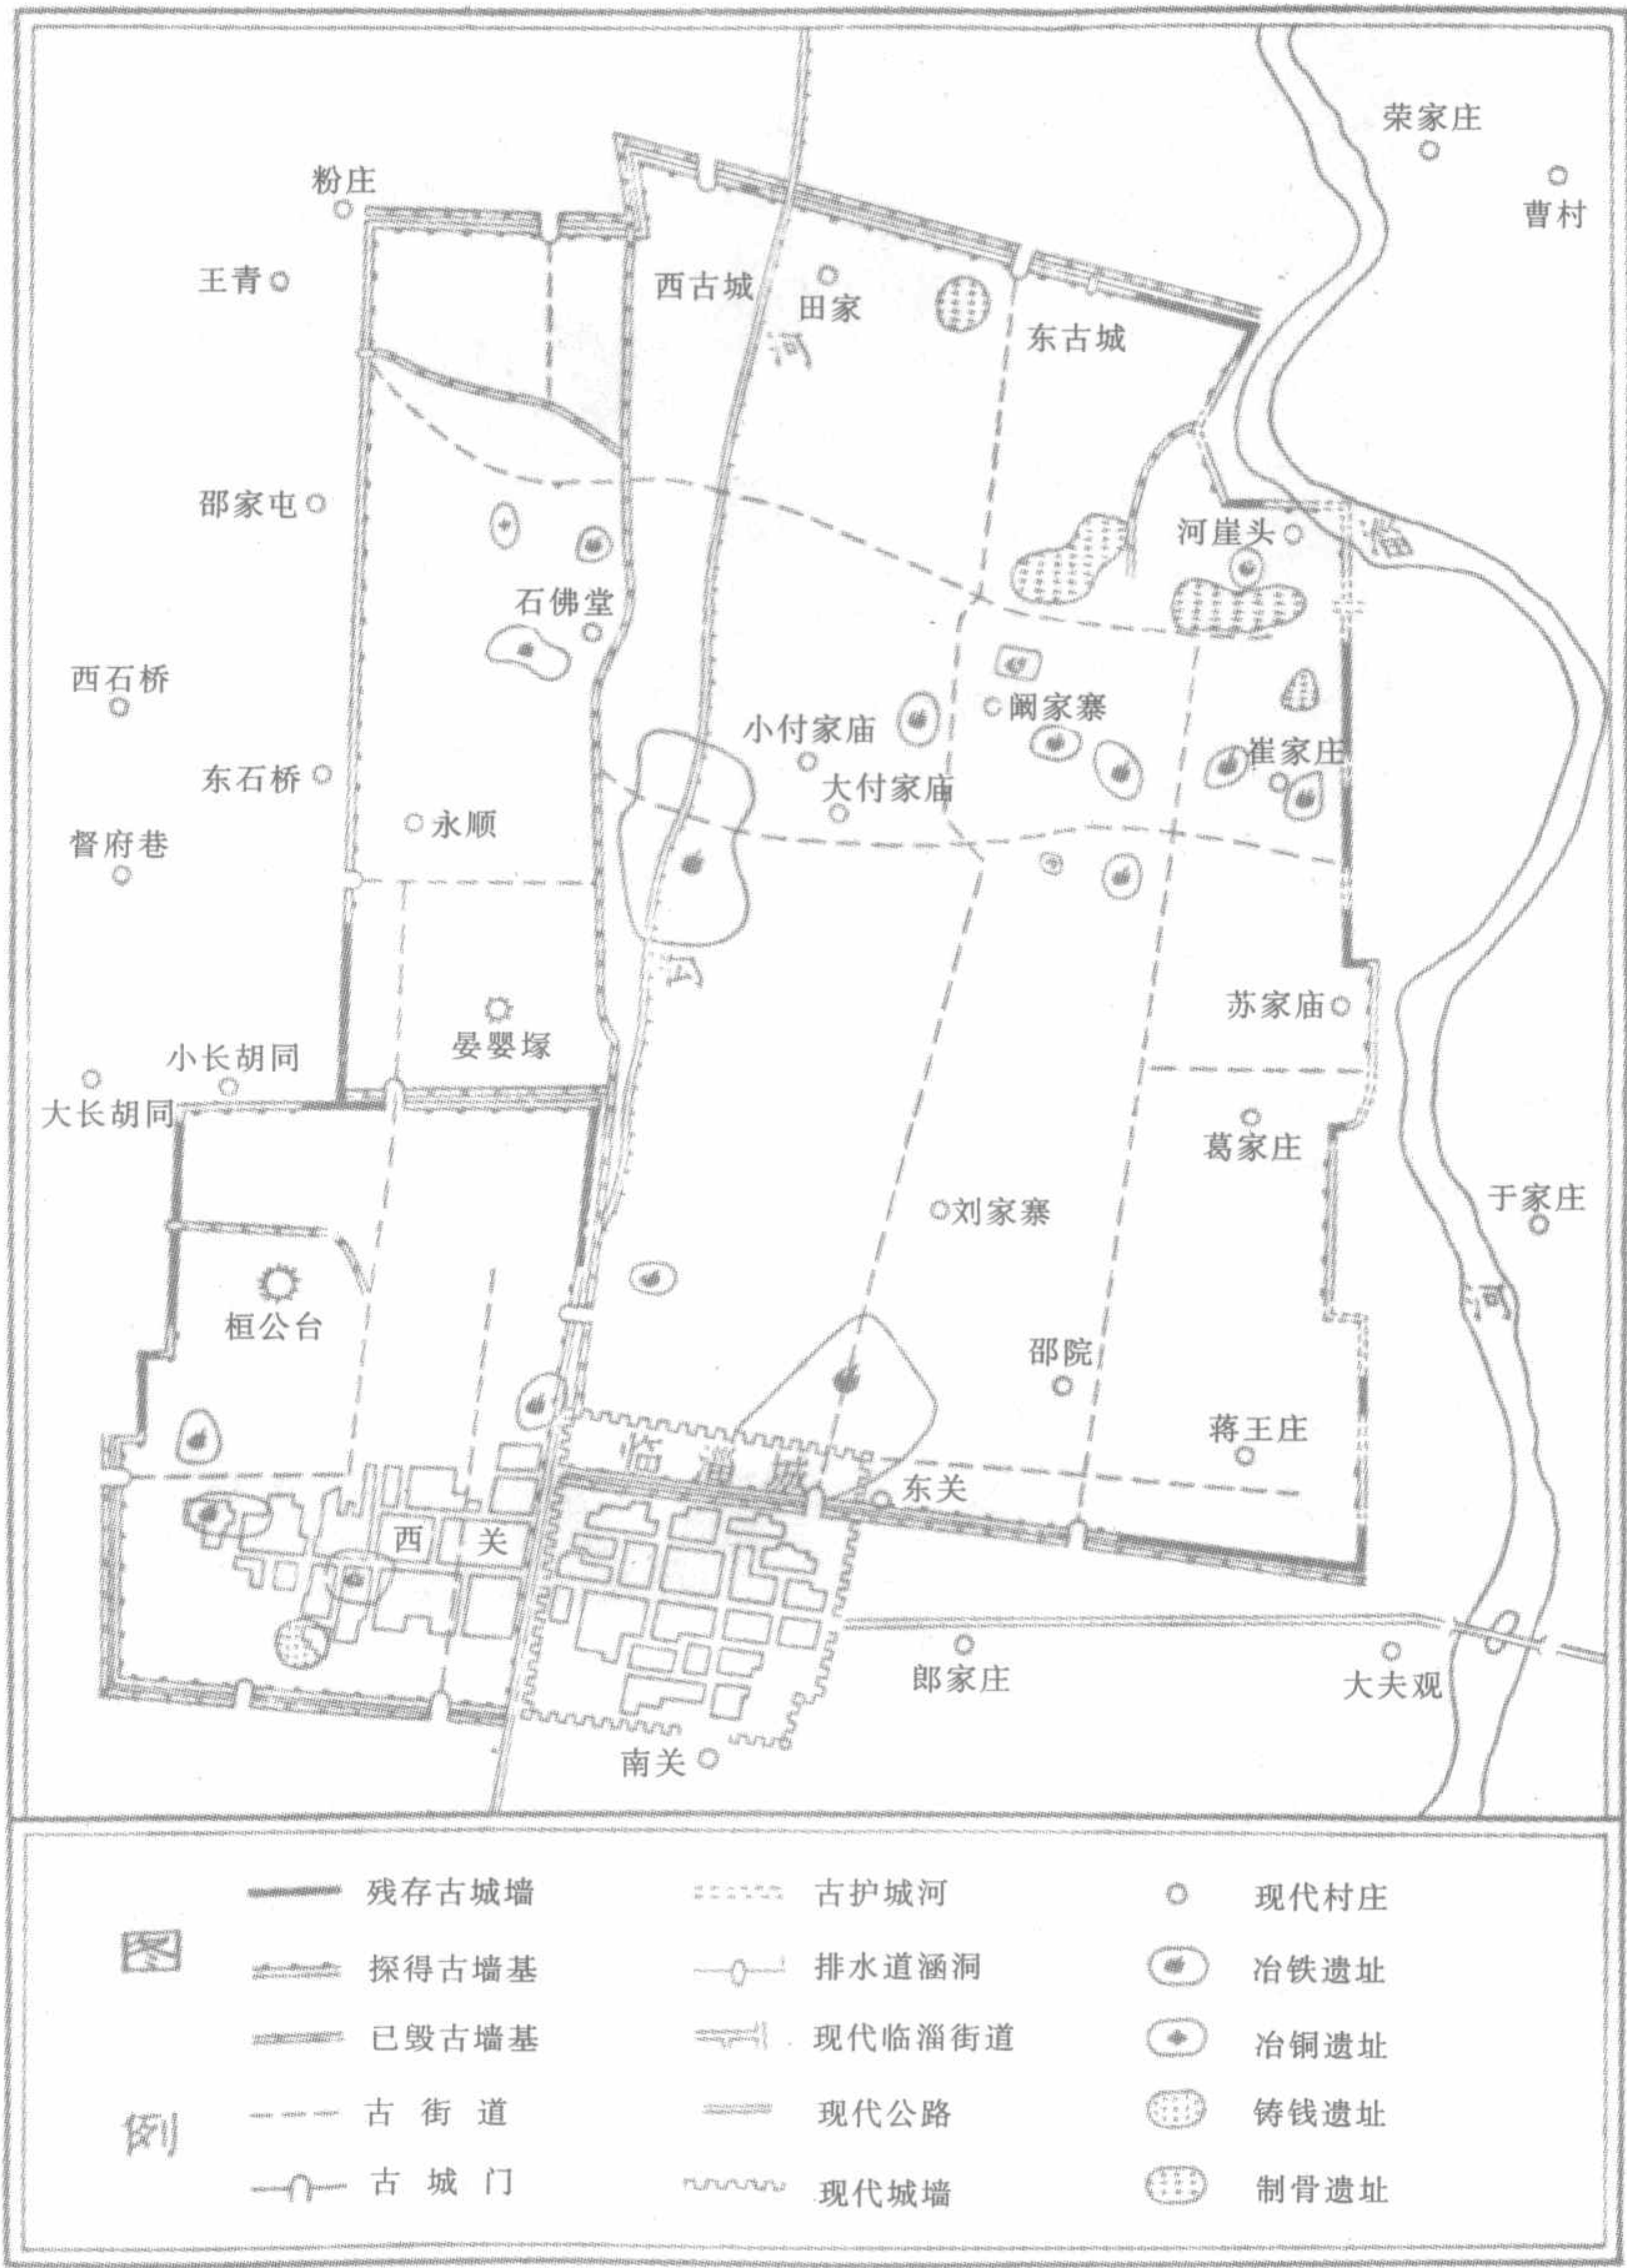 荣家庄
曹村
粉庄
王青
西古城
田家
东古城
河
邵家屯
河崖头
淄
石佛堂
西石桥
阚家寨
小付家庙
崔家庄
东石桥
大付家庙
永顺
督府巷
苏家庙
晏婴塚
小长胡同
大长胡同
葛家庄
于家庄
刘家寨
河
桓公台
邵院
蒋王庄
临淄城
东关
西关
郎家庄
大夫观
南关
图例
残存古城墙
古护城河
现代村庄
探得古墙基
排水道涵洞
冶铁遗址
已毁古墙基
现代临淄街道
冶铜遗址
古街道
现代公路
铸钱遗址
古城门
现代城墙
制骨遗址